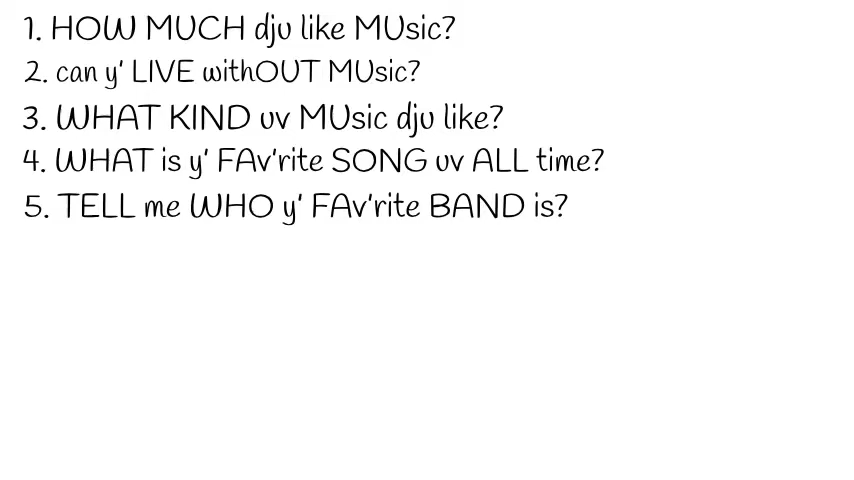 1. HOW MUCH dju like MUsic?
2. can y' LIVE withOUT MUsic?
3. WHAT KIND uv MUsic dju like?
4. WHAT is y' FAv'rite SONG uv ALL time?
5. TELL me WHO y' FAv'rite BAND is?